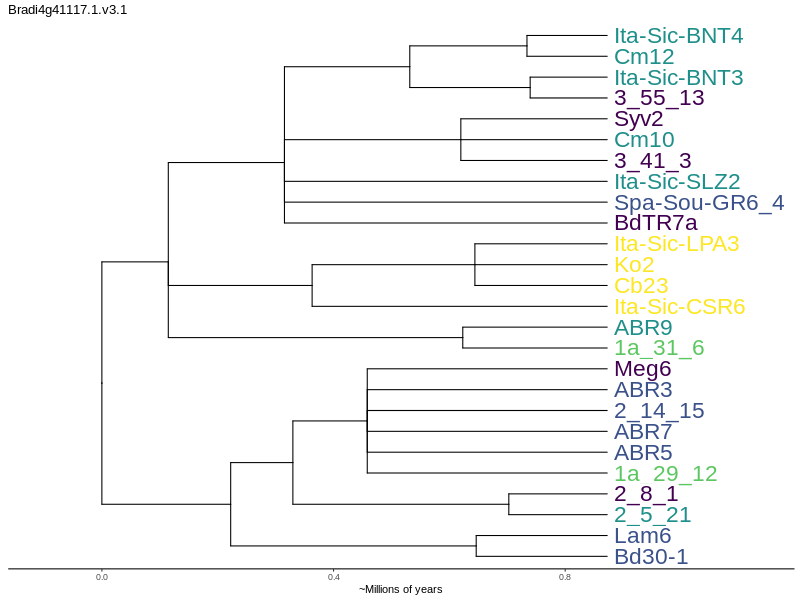 Bradi4g41117.1.v3.1
Ita-Sic-BNT4
Cm12
Ita-Sic-BNT3
3_55_13
Syv2
Cm10
3_41_3
Ita-Sic-SLZ2
Spa-Sou-GR6_4
BdTR7a
Ita-Sic-LPA3
Ko2
Cb23
Ita-Sic-CSR6
ABR9
1a_31_6
Meg6
ABR3
2_14_15
ABR7
ABR5
1a_29_12
2_8_1
2_5_21
Lam6
Bd30-1
0.0 0.4 0.8
~Millions of years